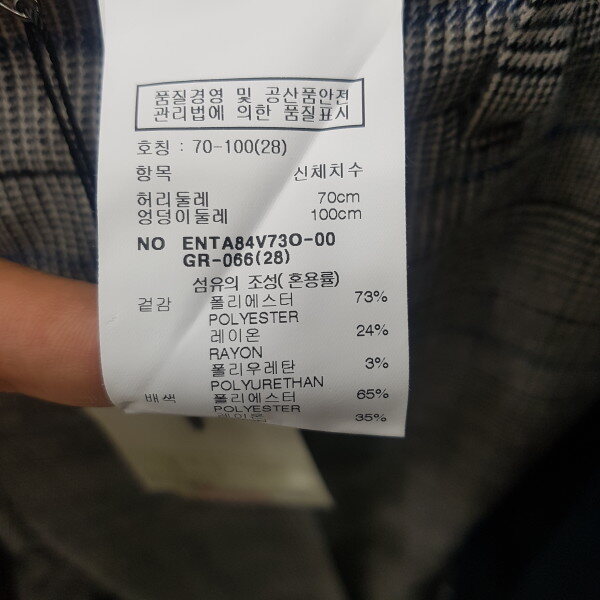 품질경영 및 공산품안전
관리법에 의한 품질표시
호칭 : 70-100(28)
항목 신체치수
허리둘레 70cm
엉덩이둘레 100cm
NO ENTA84V73O-00
GR-066(28)
섬유의 조성(혼용률)
겉감 폴리에스터 73%
POLYESTER
레이온 24%
RAYON
폴리우레탄 3%
POLYURETHAN
배색 폴리에스터 65%
POLYESTER
레이온 35%